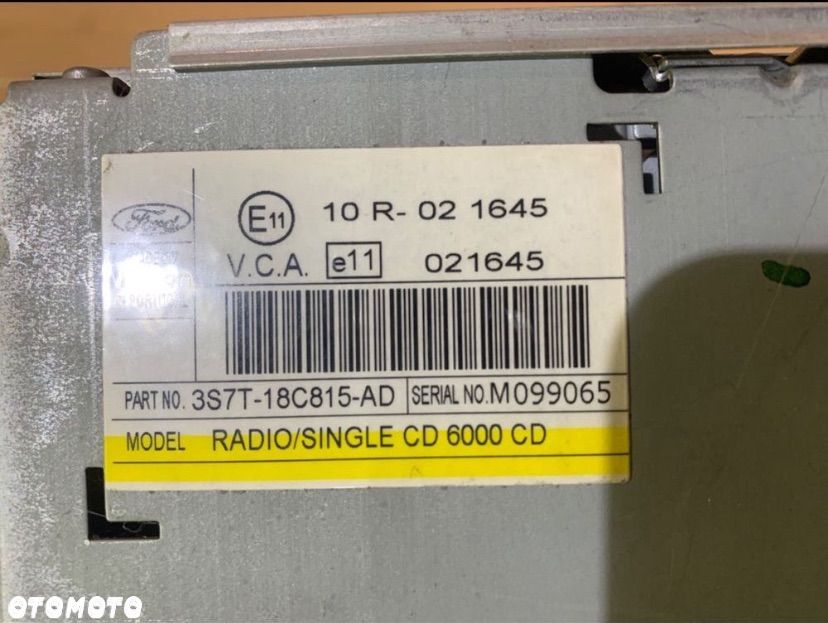 Ford
E11 10 R- 02 1645
V.C.A. e11 021645
PART NO. 3S7T-18C815-AD SERIAL NO. M099065
MODEL RADIO/SINGLE CD 6000 CD
OTOMOTO